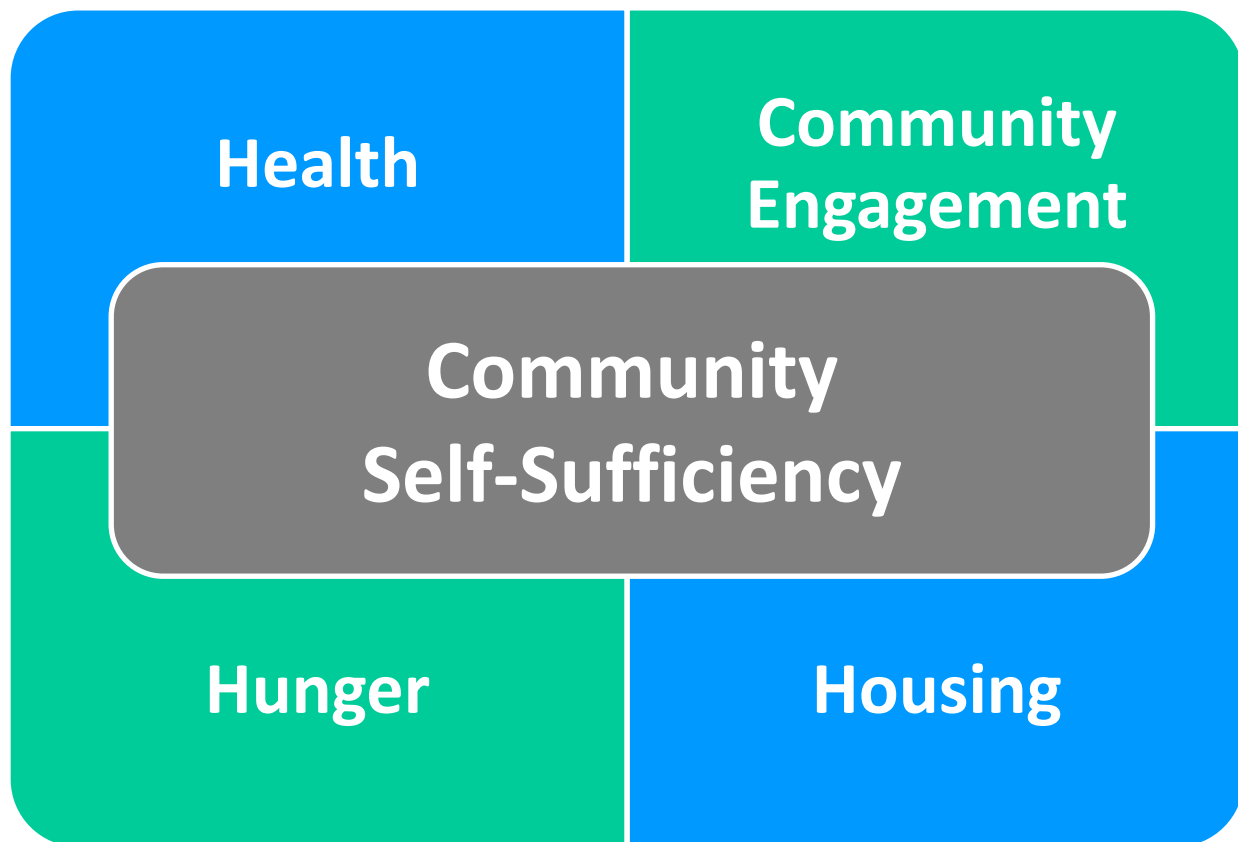 Health
Community
Engagement
Community
Self-Sufficiency
Hunger
Housing